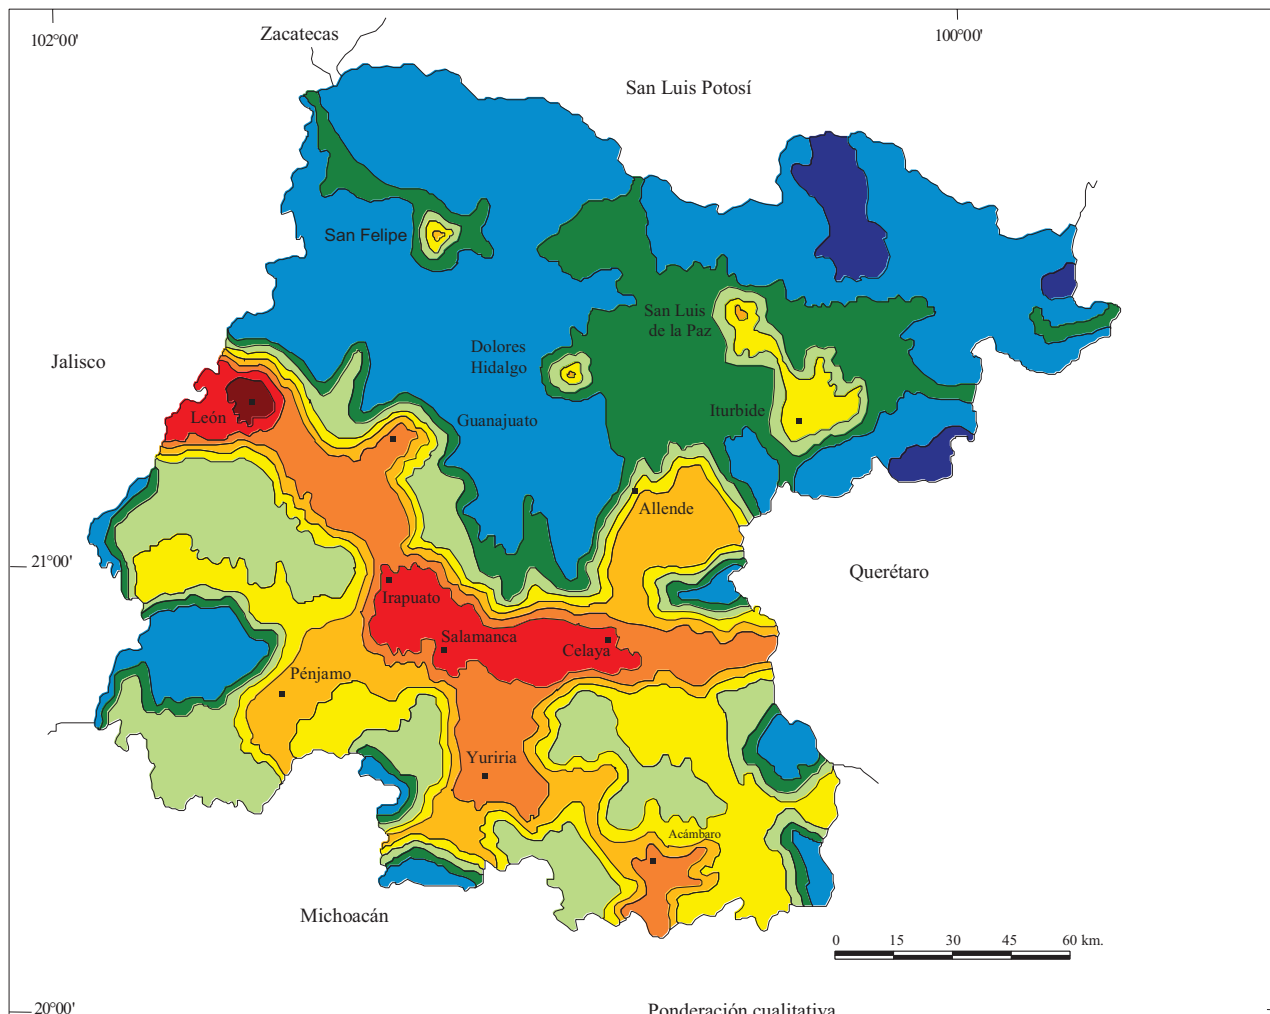 102°00'
100°00'
Zacatecas
San Luis Potosí
San Felipe
San Luis
de la Paz
Jalisco
Dolores
Hidalgo
León
Guanajuato
Iturbide
Allende
21°00'
Querétaro
Irapuato
Salamanca
Celaya
Pénjamo
Yuriria
Acámbaro
Michoacán
0 15 30 45 60 km.
20°00'
Ponderación cualitativa